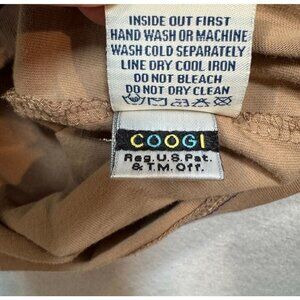 INSIDE OUT FIRST
HAND WASH OR MACHINE
WASH COLD SEPARATELY
LINE DRY COOL IRON
DO NOT BLEACH
DO NOT DRY CLEAN
COOGI
Reg. U.S. Pat.
& T.M. Off.